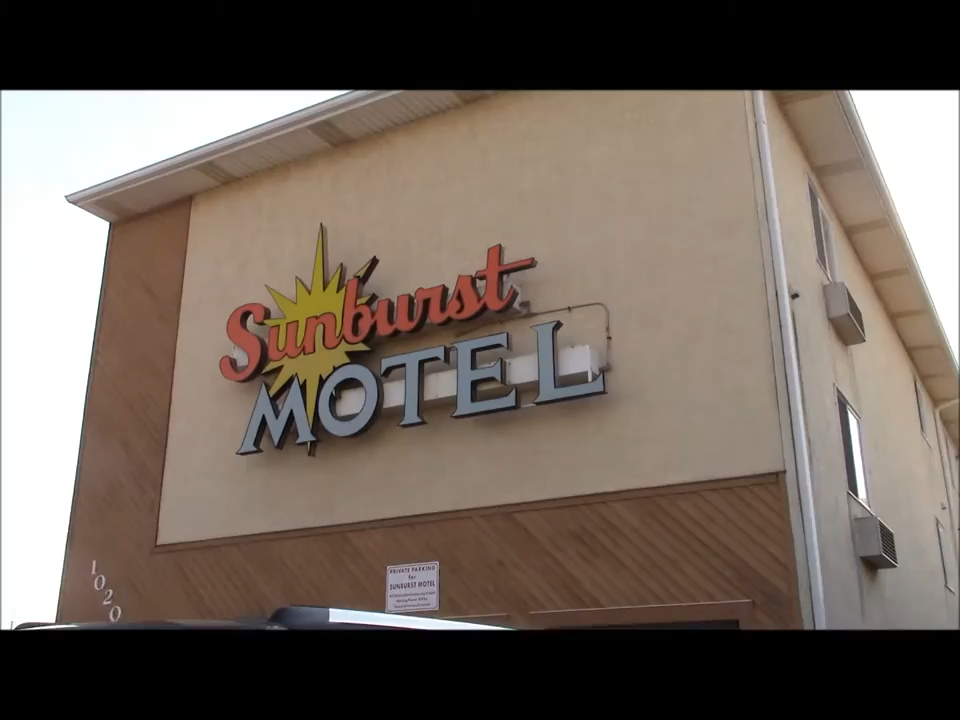 Sunburst
MOTEL
1020
PRIVATE PARKING
for
SUNBURST MOTEL